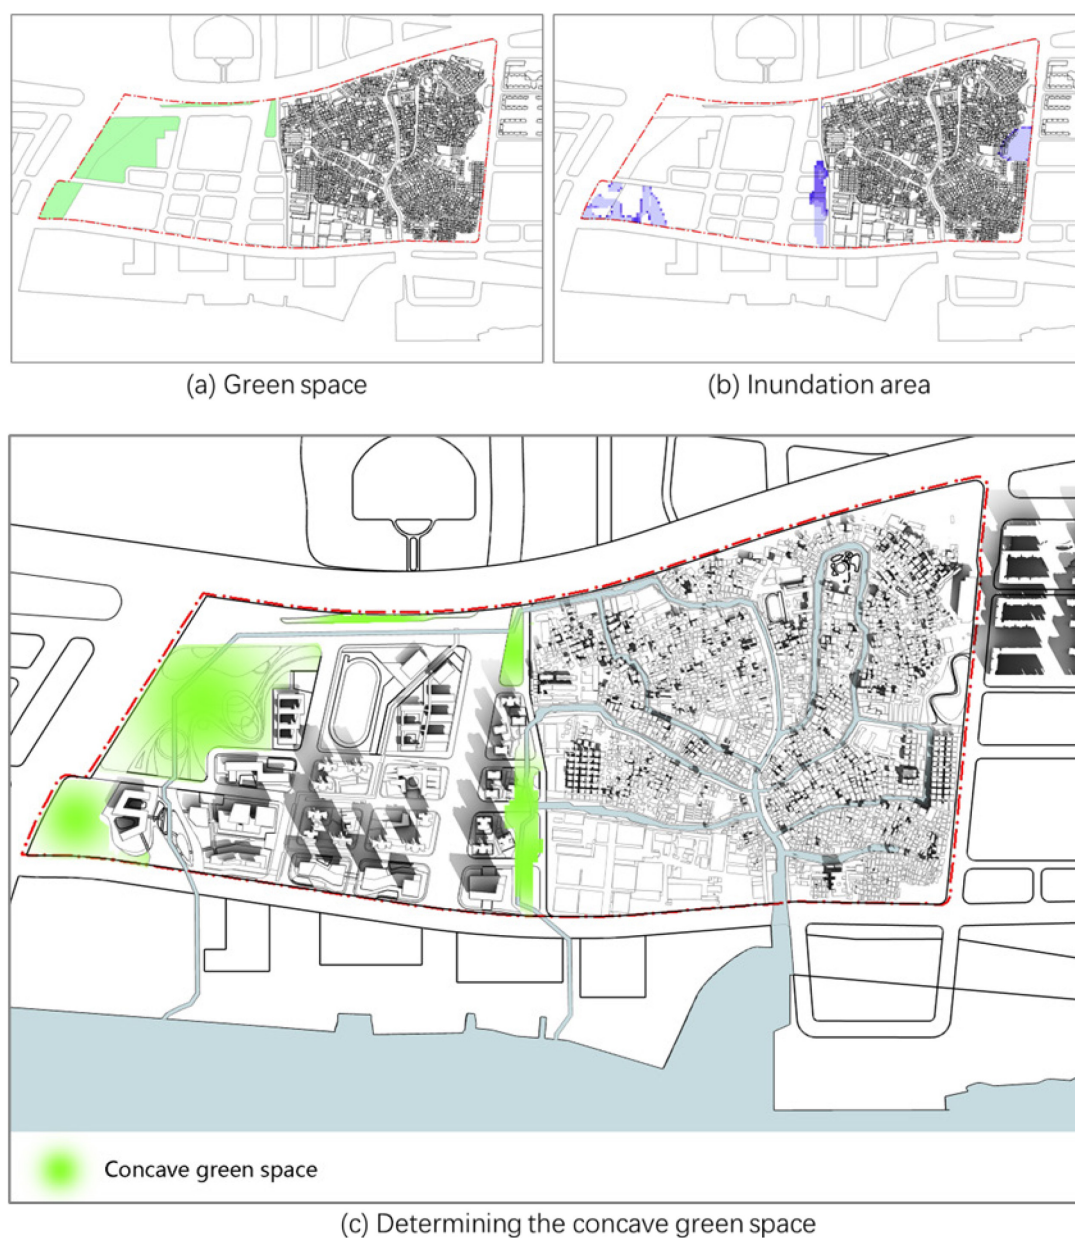 (a) Green space
(b) Inundation area
Concave green space
(c) Determining the concave green space